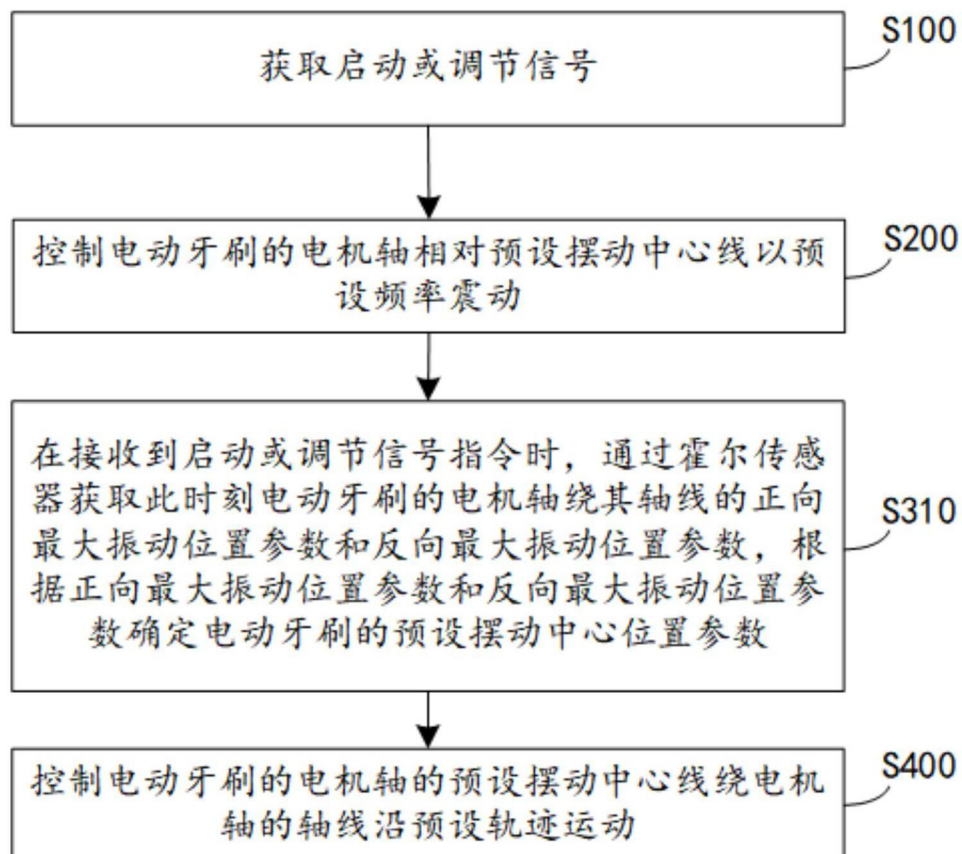 获取启动或调节信号
S100
控制电动牙刷的电机轴相对预设摆动中心线以预
设频率震动
S200
在接收到启动或调节信号指令时，通过霍尔传感
器获取此时刻电动牙刷的电机轴绕其轴线的正向
最大振动位置参数和反向最大振动位置参数，根
据正向最大振动位置参数和反向最大振动位置参
数确定电动牙刷的预设摆动中心位置参数
S310
控制电动牙刷的电机轴的预设摆动中心线绕电机
轴的轴线沿预设轨迹运动
S400